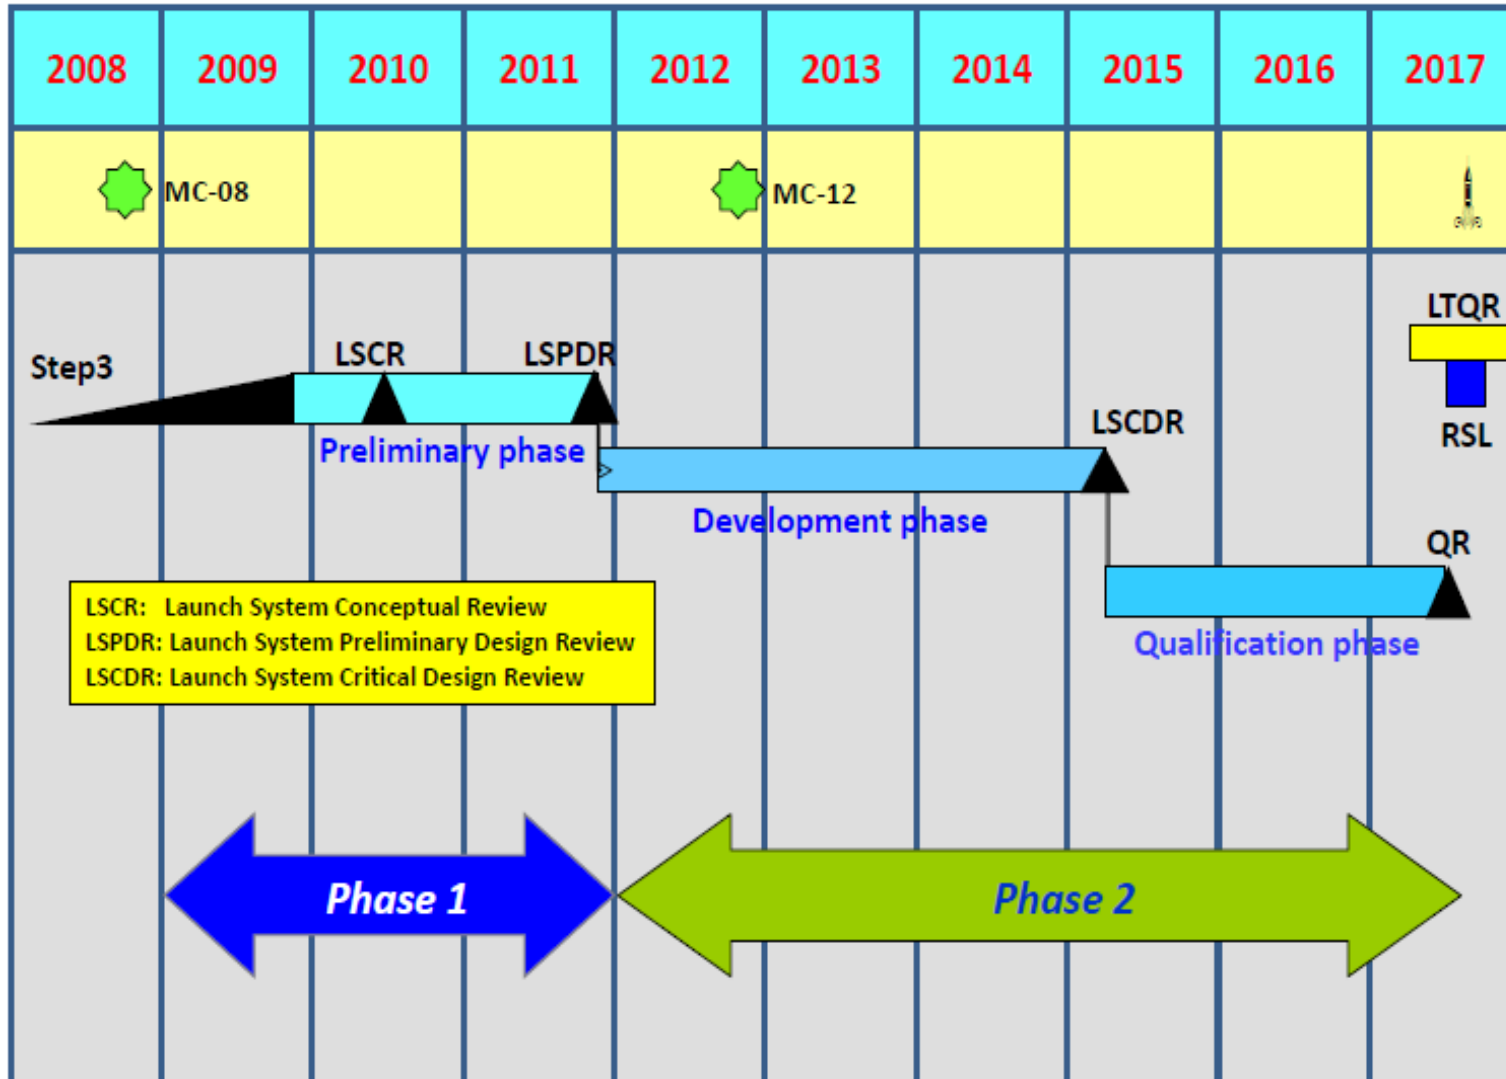 2008 2009 2010 2011 2012 2013 2014 2015 2016 2017
MC-08
MC-12
LTQR
Step3
LSCR
LSPDR
RSL
LSCDR
Preliminary phase
Development phase
QR
Qualification phase
LSCR: Launch System Conceptual Review
LSPDR: Launch System Preliminary Design Review
LSCDR: Launch System Critical Design Review
Phase 1
Phase 2